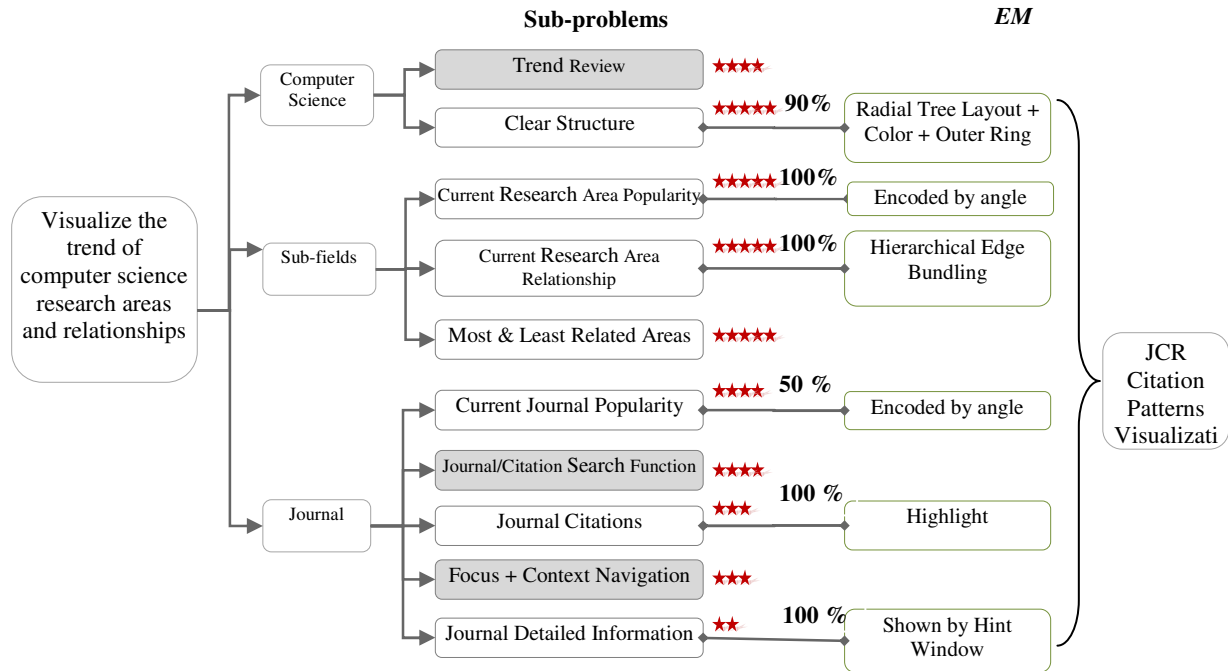 Sub-problems
EM
Visualize the
trend of
computer science
research areas
and relationships
Computer
Science
Sub-fields
Journal
Trend Review
Clear Structure
90%
Radial Tree Layout +
Color + Outer Ring
Current Research Area Popularity
100%
Encoded by angle
Current Research Area
Relationship
100%
Hierarchical Edge
Bundling
Most & Least Related Areas
Current Journal Popularity
50 %
Encoded by angle
Journal/Citation Search Function
Journal Citations
100 %
Highlight
Focus + Context Navigation
Journal Detailed Information
100 %
Shown by Hint
Window
JCR
Citation
Patterns
Visualizati